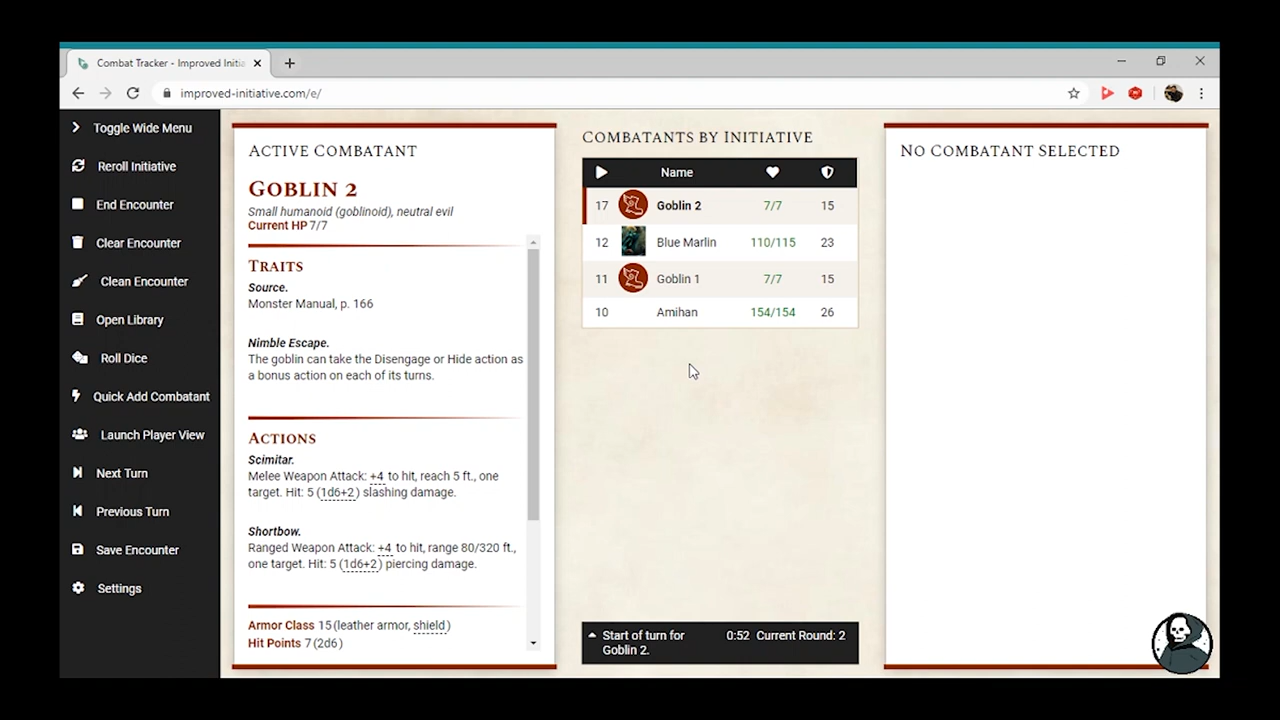 Combat Tracker - Improved Initia
improved-initiative.com/e/
Toggle Wide Menu
Reroll Initiative
End Encounter
Clear Encounter
Clean Encounter
Open Library
Roll Dice
Quick Add Combatant
Launch Player View
Next Turn
Previous Turn
Save Encounter
Settings
Active Combatant
Goblin 2
Small humanoid (goblinoid), neutral evil
Current HP 7/7
Traits
Source.
Monster Manual, p. 166
Nimble Escape.
The goblin can take the Disengage or Hide action as
a bonus action on each of its turns.
Actions
Scimitar.
Melee Weapon Attack: +4 to hit, reach 5 ft., one
target. Hit: 5 (1d6+2) slashing damage.
Shortbow.
Ranged Weapon Attack: +4 to hit, range 80/320 ft.,
one target. Hit: 5 (1d6+2) piercing damage.
Armor Class 15 (leather armor, shield)
Hit Points 7 (2d6)
Combatants by Initiative
Name
17 Goblin 2 7/7 15
12 Blue Marlin 110/115 23
11 Goblin 1 7/7 15
10 Amihan 154/154 26
Start of turn for
Goblin 2.
0:52 Current Round: 2
No Combatant Selected